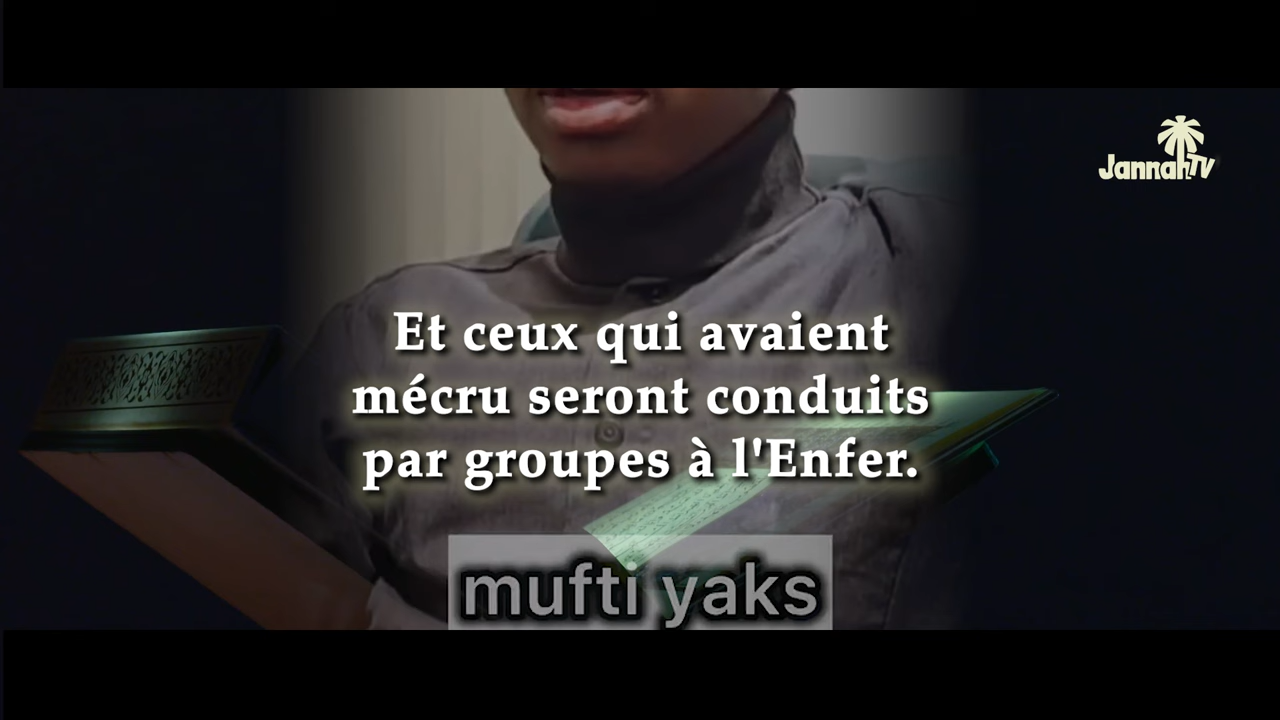 JannahTV
Et ceux qui avaient
mécru seront conduits
par groupes à l'Enfer.
mufti yaks